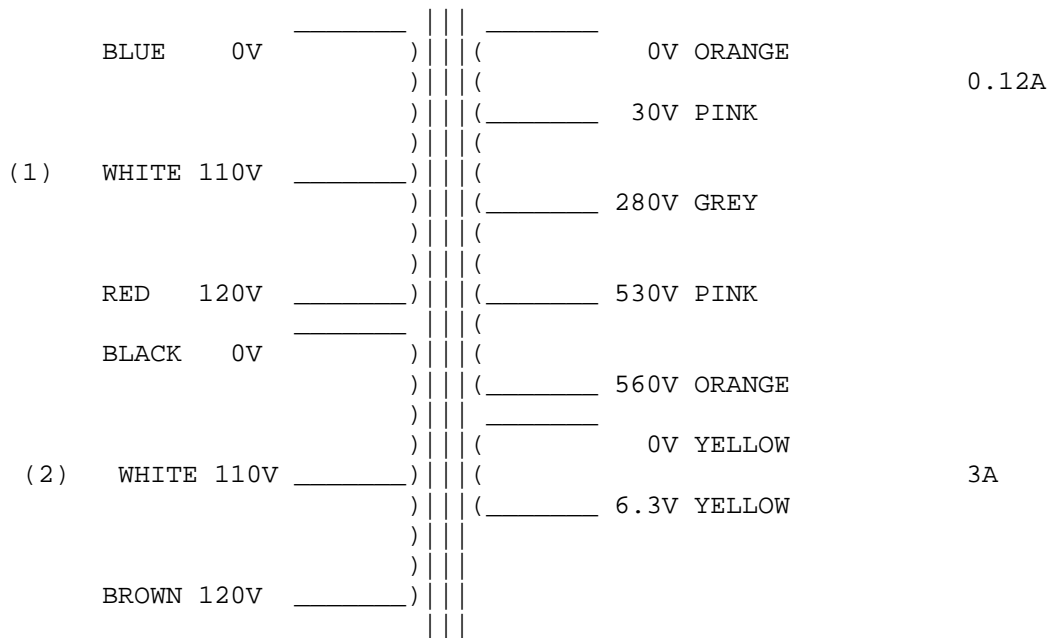 BLUE 0V 0V ORANGE
0.12A
30V PINK
(1) WHITE 110V
280V GREY
RED 120V 530V PINK
BLACK 0V
560V ORANGE
0V YELLOW
(2) WHITE 110V 3A
6.3V YELLOW
BROWN 120V